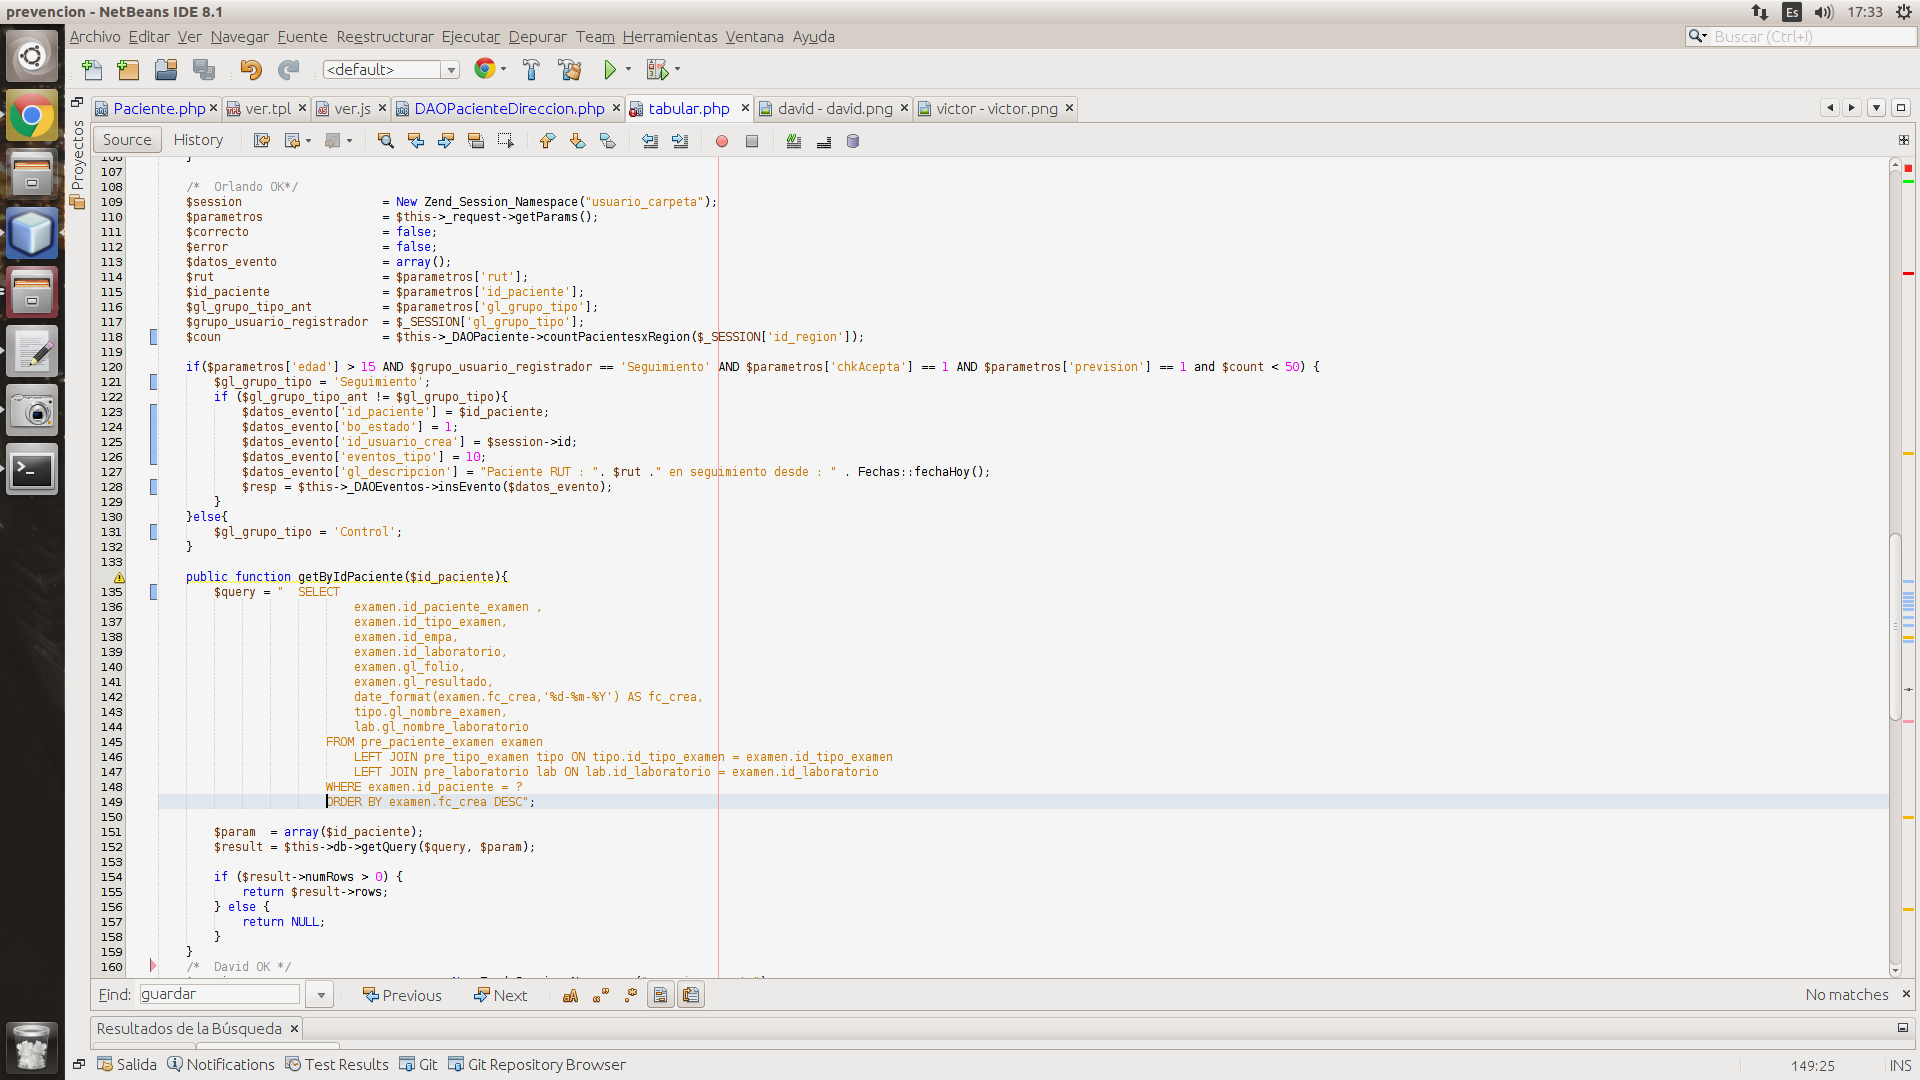 prevencion - NetBeans IDE 8.1
Es
17:33
Archivo Editar Ver Navegar Fuente Reestructurar Ejecutar Depurar Team Herramientas Ventana Ayuda
Buscar (Ctrl+I)
<default>
Paciente.php
ver.tpl
ver.js
DAOPacienteDireccion.php
tabular.php
david - david.png
victor - victor.png
Proyectos
Source
History
106 }
107
108 /*  Orlando OK*/
109 $session = New Zend_Session_Namespace("usuario_carpeta");
110 $parametros = $this->_request->getParams();
111 $correcto = false;
112 $error = false;
113 $datos_evento = array();
114 $rut = $parametros['rut'];
115 $id_paciente = $parametros['id_paciente'];
116 $gl_grupo_tipo_ant = $parametros['gl_grupo_tipo'];
117 $grupo_usuario_registrador = $_SESSION['gl_grupo_tipo'];
118 $coun = $this->_DAOPaciente->countPacientesxRegion($_SESSION['id_region']);
119
120 if($parametros['edad'] > 15 AND $grupo_usuario_registrador == 'Seguimiento' AND $parametros['chkAcepta'] == 1 AND $parametros['prevision'] == 1 and $count < 50) {
121 $gl_grupo_tipo = 'Seguimiento';
122 if ($gl_grupo_tipo_ant != $gl_grupo_tipo){
123 $datos_evento['id_paciente'] = $id_paciente;
124 $datos_evento['bo_estado'] = 1;
125 $datos_evento['id_usuario_crea'] = $session->id;
126 $datos_evento['eventos_tipo'] = 10;
127 $datos_evento['gl_descripcion'] = "Paciente RUT : ". $rut ." en seguimiento desde : " . Fechas::fechaHoy();
128 $resp = $this->_DAOEventos->insEvento($datos_evento);
129 }
130 }else{
131 $gl_grupo_tipo = 'Control';
132 }
133
public function getByIdPaciente($id_paciente){
135 $query = "  SELECT
136 examen.id_paciente_examen ,
137 examen.id_tipo_examen,
138 examen.id_empa,
139 examen.id_laboratorio,
140 examen.gl_folio,
141 examen.gl_resultado,
142 date_format(examen.fc_crea,'%d-%m-%Y') AS fc_crea,
143 tipo.gl_nombre_examen,
144 lab.gl_nombre_laboratorio
145 FROM pre_paciente_examen examen
146 LEFT JOIN pre_tipo_examen tipo ON tipo.id_tipo_examen = examen.id_tipo_examen
147 LEFT JOIN pre_laboratorio lab ON lab.id_laboratorio = examen.id_laboratorio
148 WHERE examen.id_paciente = ?
149 ORDER BY examen.fc_crea DESC";
150
151 $param  = array($id_paciente);
152 $result = $this->db->getQuery($query, $param);
153
154 if ($result->numRows > 0) {
155 return $result->rows;
156 } else {
157 return NULL;
158 }
159 }
160 /*  David OK */
Find: guardar Previous Next No matches
Resultados de la Búsqueda
Salida Notifications Test Results Git Git Repository Browser
149:25 INS